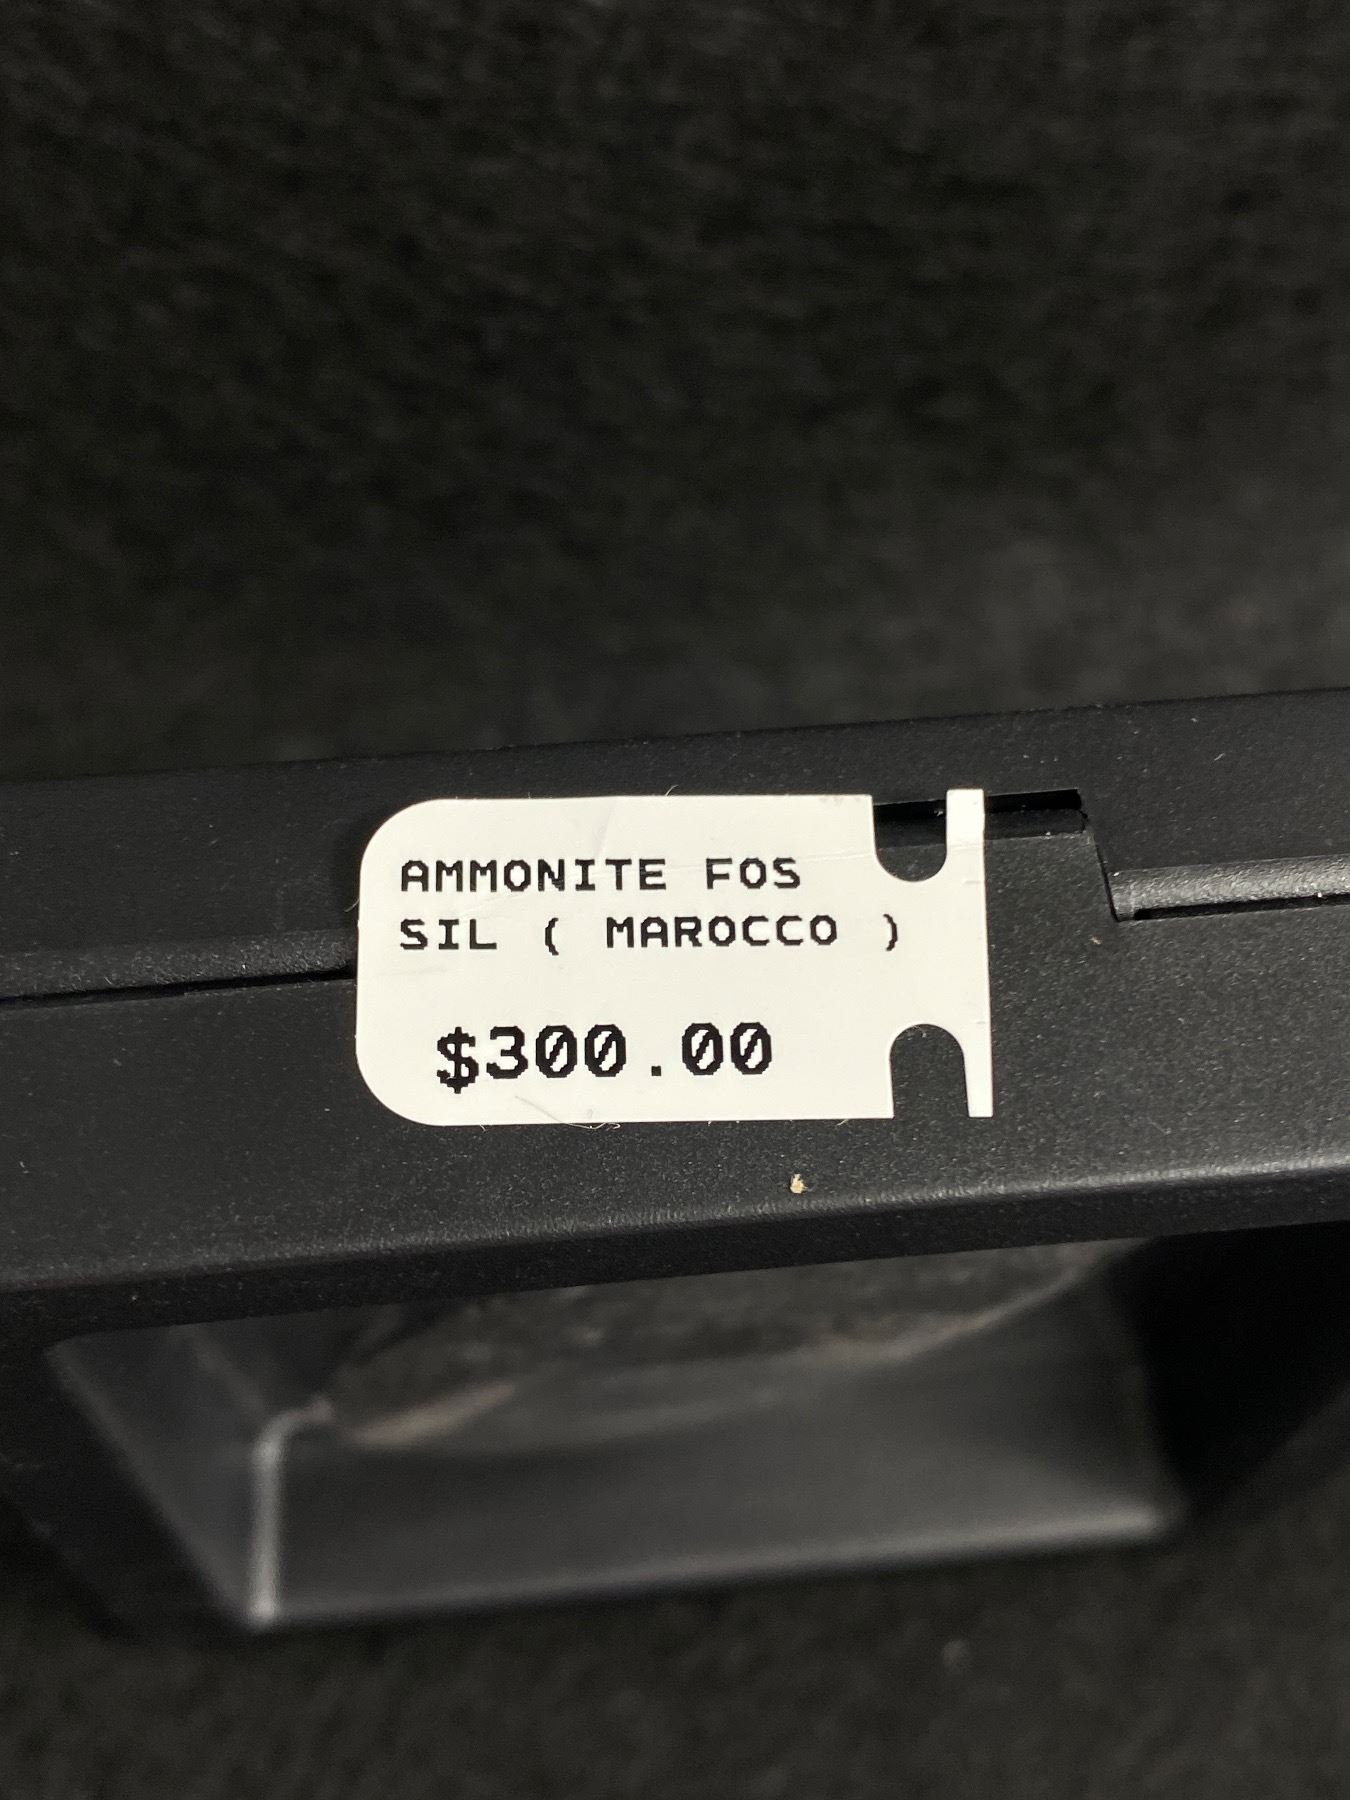 AMMONITE FOS
SIL ( MAROCCO )
$300.00